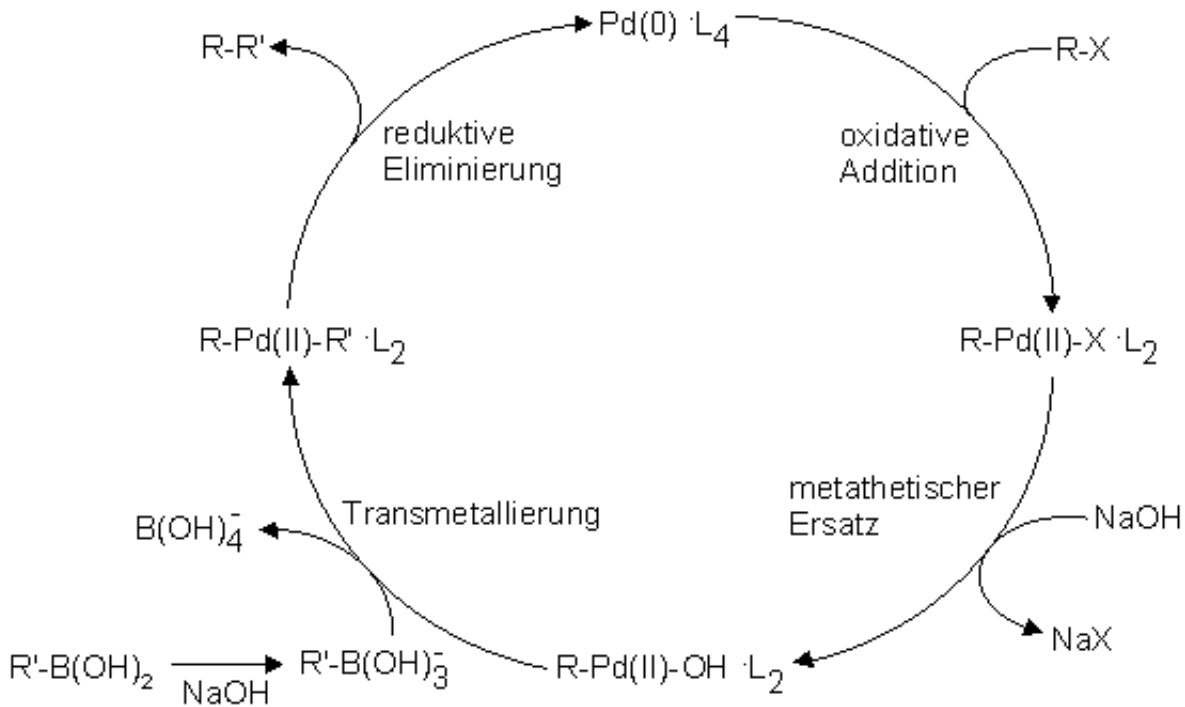 Pd(0) ·L₄
R-R'
R-X
reduktive
Eliminierung
oxidative
Addition
R-Pd(II)-R' ·L₂
R-Pd(II)-X ·L₂
metathetischer
Ersatz
Transmetallierung
NaOH
B(OH)₄⁻
NaX
R'-B(OH)₂
NaOH
R'-B(OH)₃⁻
R-Pd(II)-OH ·L₂